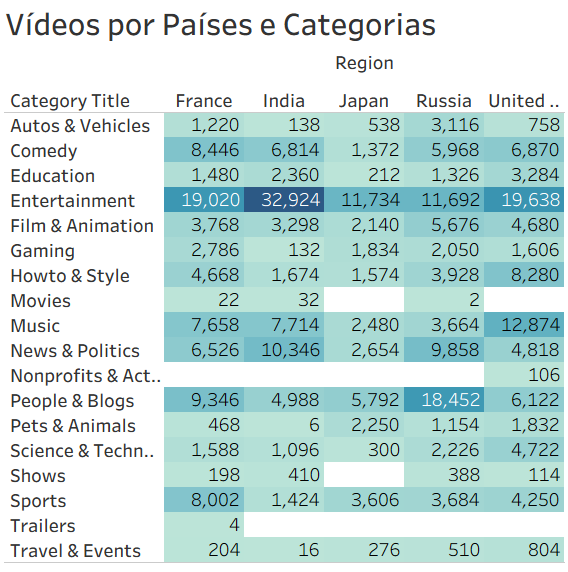 Vídeos por Países e Categorias
Region
Category Title France India Japan Russia United ..
Autos & Vehicles 1,220 138 538 3,116 758
Comedy 8,446 6,814 1,372 5,968 6,870
Education 1,480 2,360 212 1,326 3,284
Entertainment 19,020 32,924 11,734 11,692 19,638
Film & Animation 3,768 3,298 2,140 5,676 4,680
Gaming 2,786 132 1,834 2,050 1,606
Howto & Style 4,668 1,674 1,574 3,928 8,280
Movies 22 32 2
Music 7,658 7,714 2,480 3,664 12,874
News & Politics 6,526 10,346 2,654 9,858 4,818
Nonprofits & Act.. 106
People & Blogs 9,346 4,988 5,792 18,452 6,122
Pets & Animals 468 6 2,250 1,154 1,832
Science & Techn.. 1,588 1,096 300 2,226 4,722
Shows 198 410 388 114
Sports 8,002 1,424 3,606 3,684 4,250
Trailers 4
Travel & Events 204 16 276 510 804